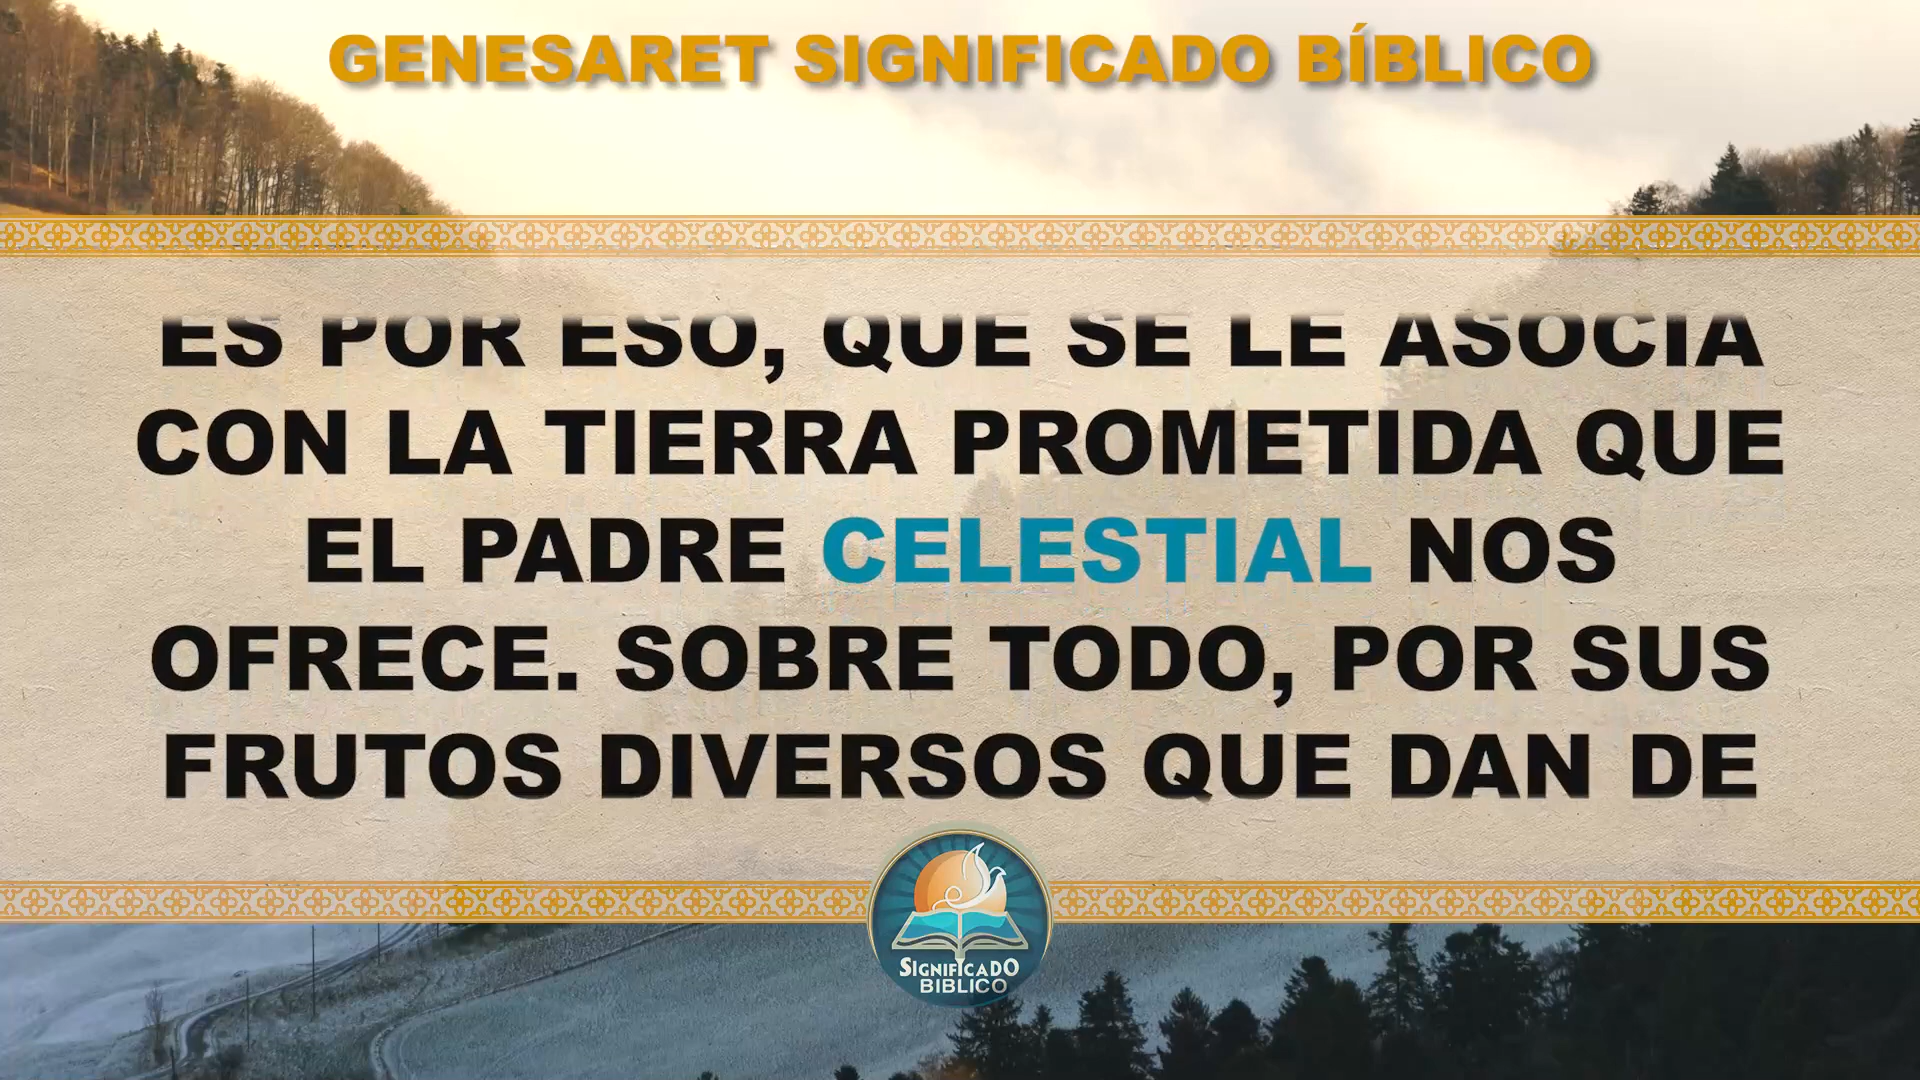 GENESARET SIGNIFICADO BÍBLICO
ES POR ESO, QUE SE LE ASOCIA
CON LA TIERRA PROMETIDA QUE
EL PADRE CELESTIAL NOS
OFRECE. SOBRE TODO, POR SUS
FRUTOS DIVERSOS QUE DAN DE
SIGNIFICADO
BIBLICO